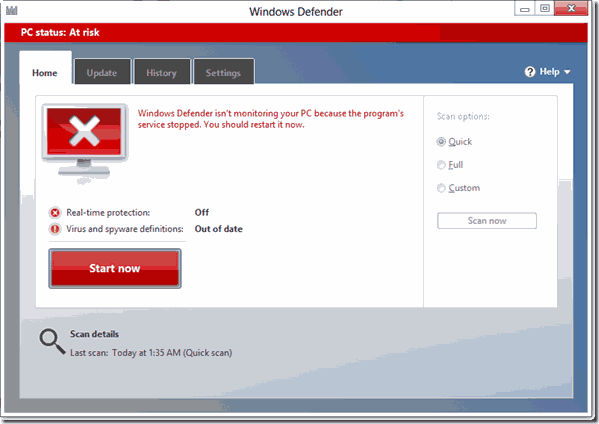 Windows Defender
PC status: At risk
Home
Update
History
Settings
Help
Windows Defender isn't monitoring your PC because the program's
service stopped. You should restart it now.
Real-time protection: Off
Virus and spyware definitions: Out of date
Start now
Scan options:
Quick
Full
Custom
Scan now
Scan details
Last scan: Today at 1:35 AM (Quick scan)